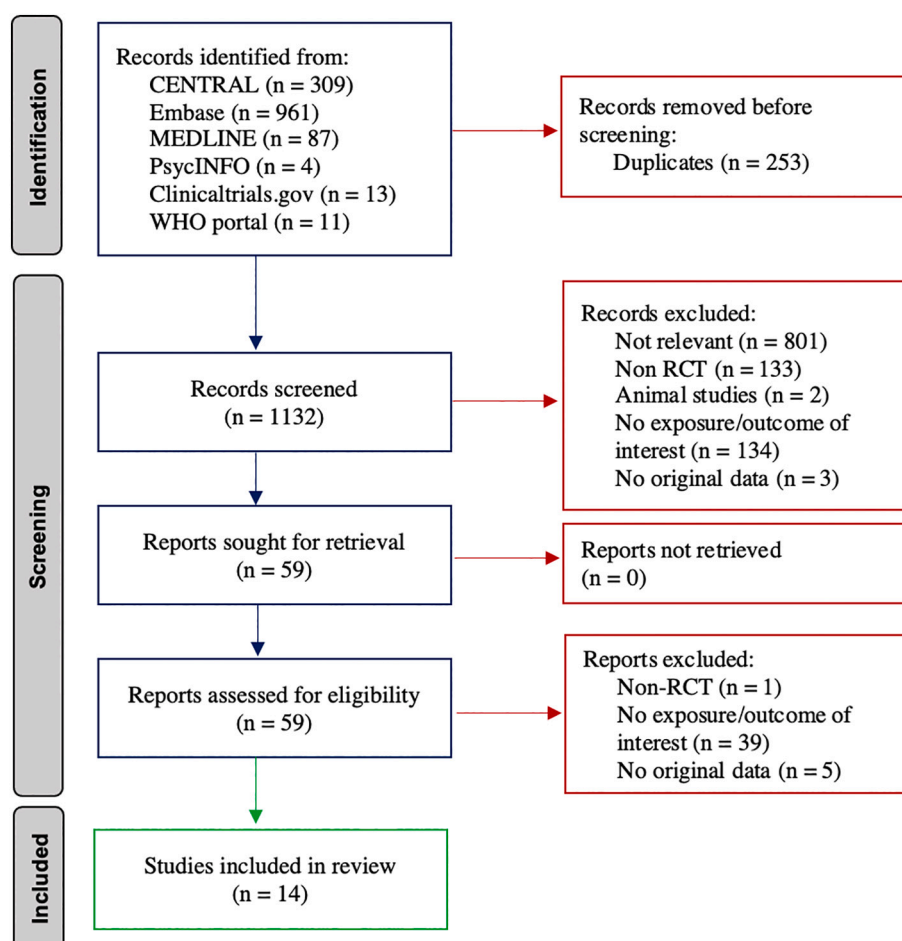 Identification
Records identified from:
CENTRAL (n = 309)
Embase (n = 961)
MEDLINE (n = 87)
PsycINFO (n = 4)
Clinicaltrials.gov (n = 13)
WHO portal (n = 11)
Records removed before
screening:
Duplicates (n = 253)
Screening
Records screened
(n = 1132)
Records excluded:
Not relevant (n = 801)
Non RCT (n = 133)
Animal studies (n = 2)
No exposure/outcome of
interest (n = 134)
No original data (n = 3)
Reports sought for retrieval
(n = 59)
Reports not retrieved
(n = 0)
Reports assessed for eligibility
(n = 59)
Reports excluded:
Non-RCT (n = 1)
No exposure/outcome of
interest (n = 39)
No original data (n = 5)
Included
Studies included in review
(n = 14)